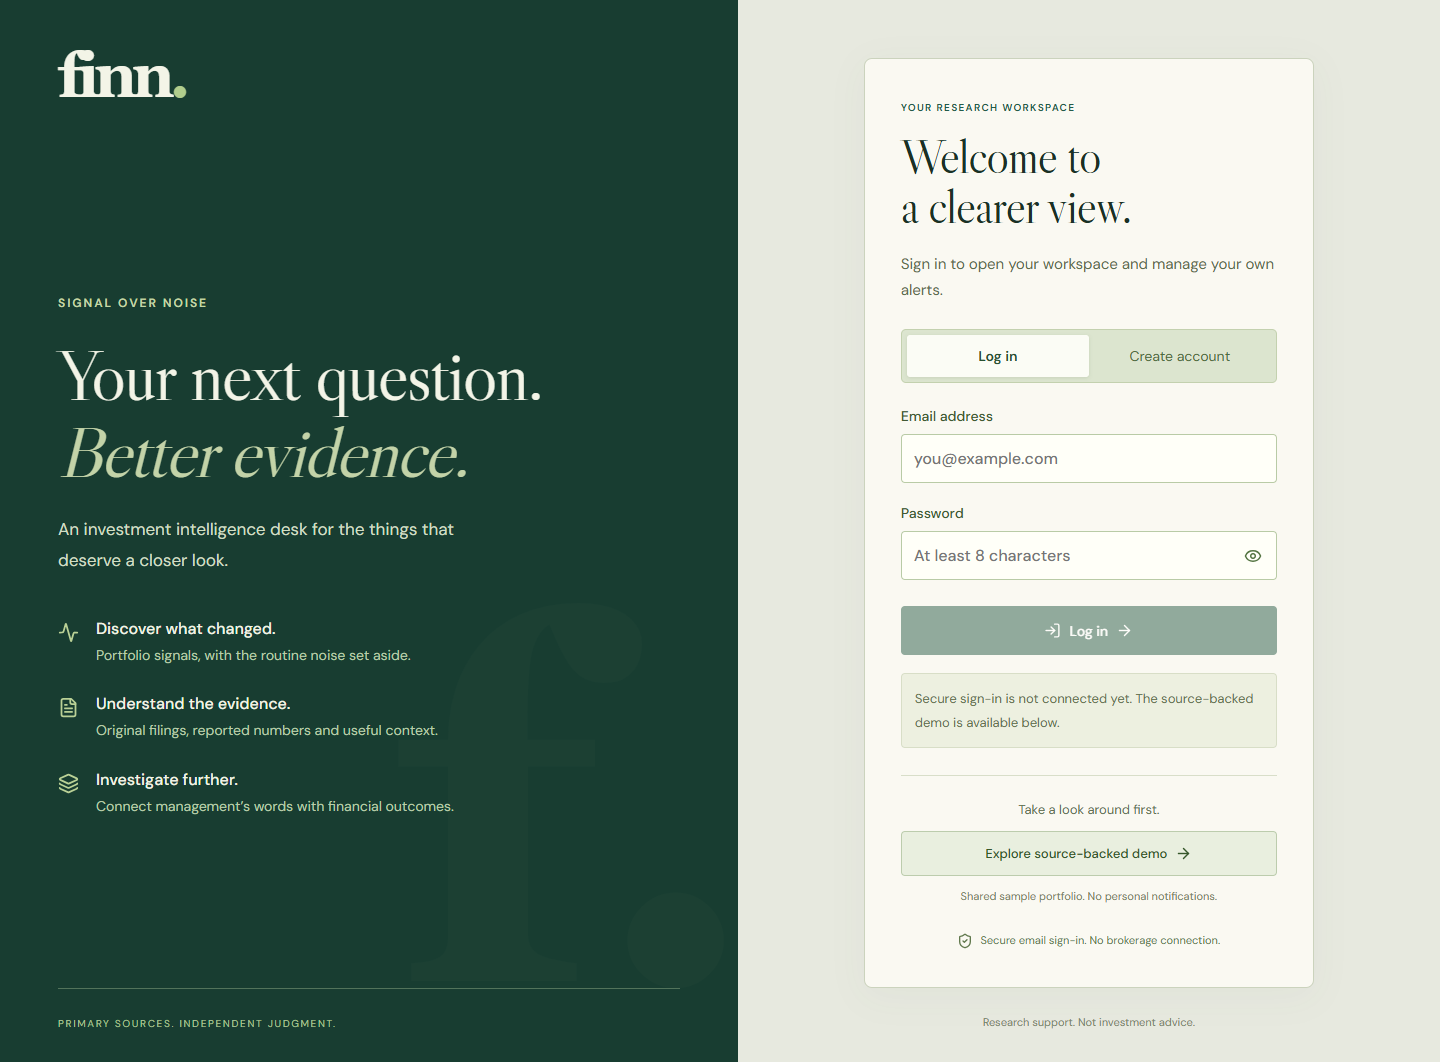 finn.
SIGNAL OVER NOISE
Your next question.
Better evidence.
An investment intelligence desk for the things that
deserve a closer look.
Discover what changed.
Portfolio signals, with the routine noise set aside.
Understand the evidence.
Original filings, reported numbers and useful context.
Investigate further.
Connect management’s words with financial outcomes.
f.
PRIMARY SOURCES. INDEPENDENT JUDGMENT.
YOUR RESEARCH WORKSPACE
Welcome to
a clearer view.
Sign in to open your workspace and manage your own
alerts.
Log in
Create account
Email address
you@example.com
Password
At least 8 characters
Log in
Secure sign-in is not connected yet. The source-backed
demo is available below.
Take a look around first.
Explore source-backed demo
Shared sample portfolio. No personal notifications.
Secure email sign-in. No brokerage connection.
Research support. Not investment advice.